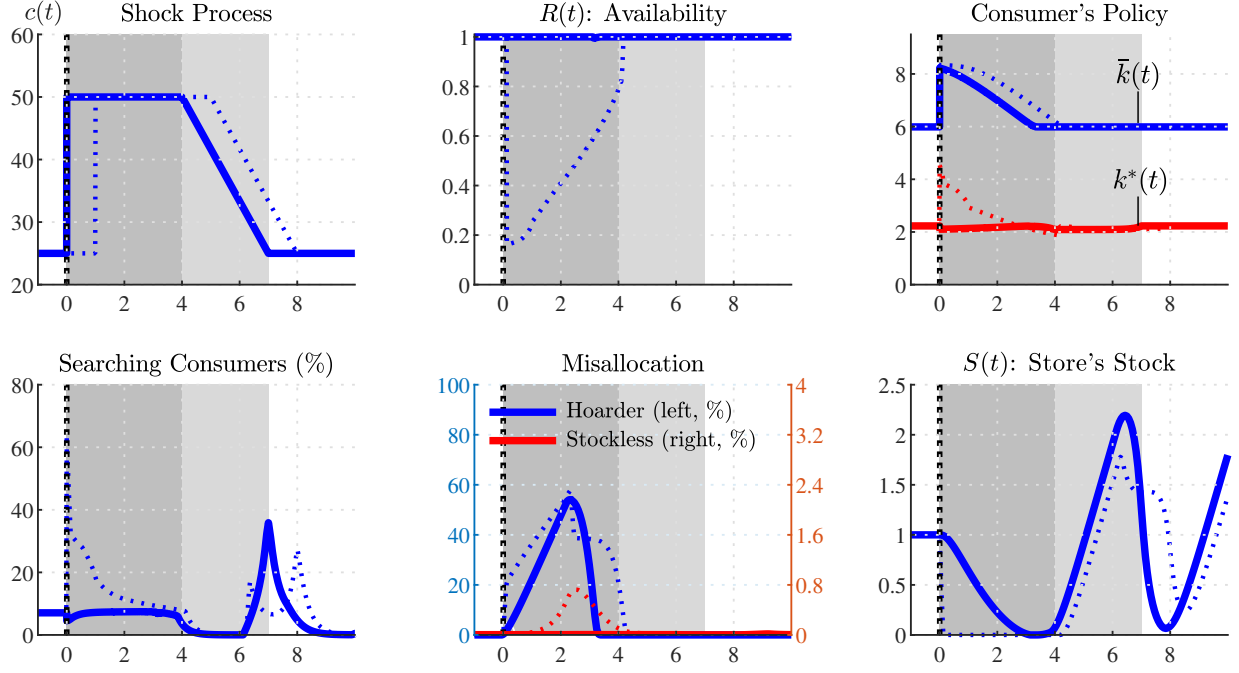 c(t) Shock Process
60
50
40
30
20
0 2 4 6 8
R(t): Availability
1
0.8
0.6
0.4
0.2
0
0 2 4 6 8
Consumer's Policy
8
6
4
2
0
k̄(t)
k*(t)
0 2 4 6 8
Searching Consumers (%)
80
60
40
20
0
0 2 4 6 8
Misallocation
100
80
60
40
20
0
Hoarder (left, %)
Stockless (right, %)
4
3.2
2.4
1.6
0.8
0
0 2 4 6 8
S(t): Store's Stock
2.5
2
1.5
1
0.5
0
0 2 4 6 8